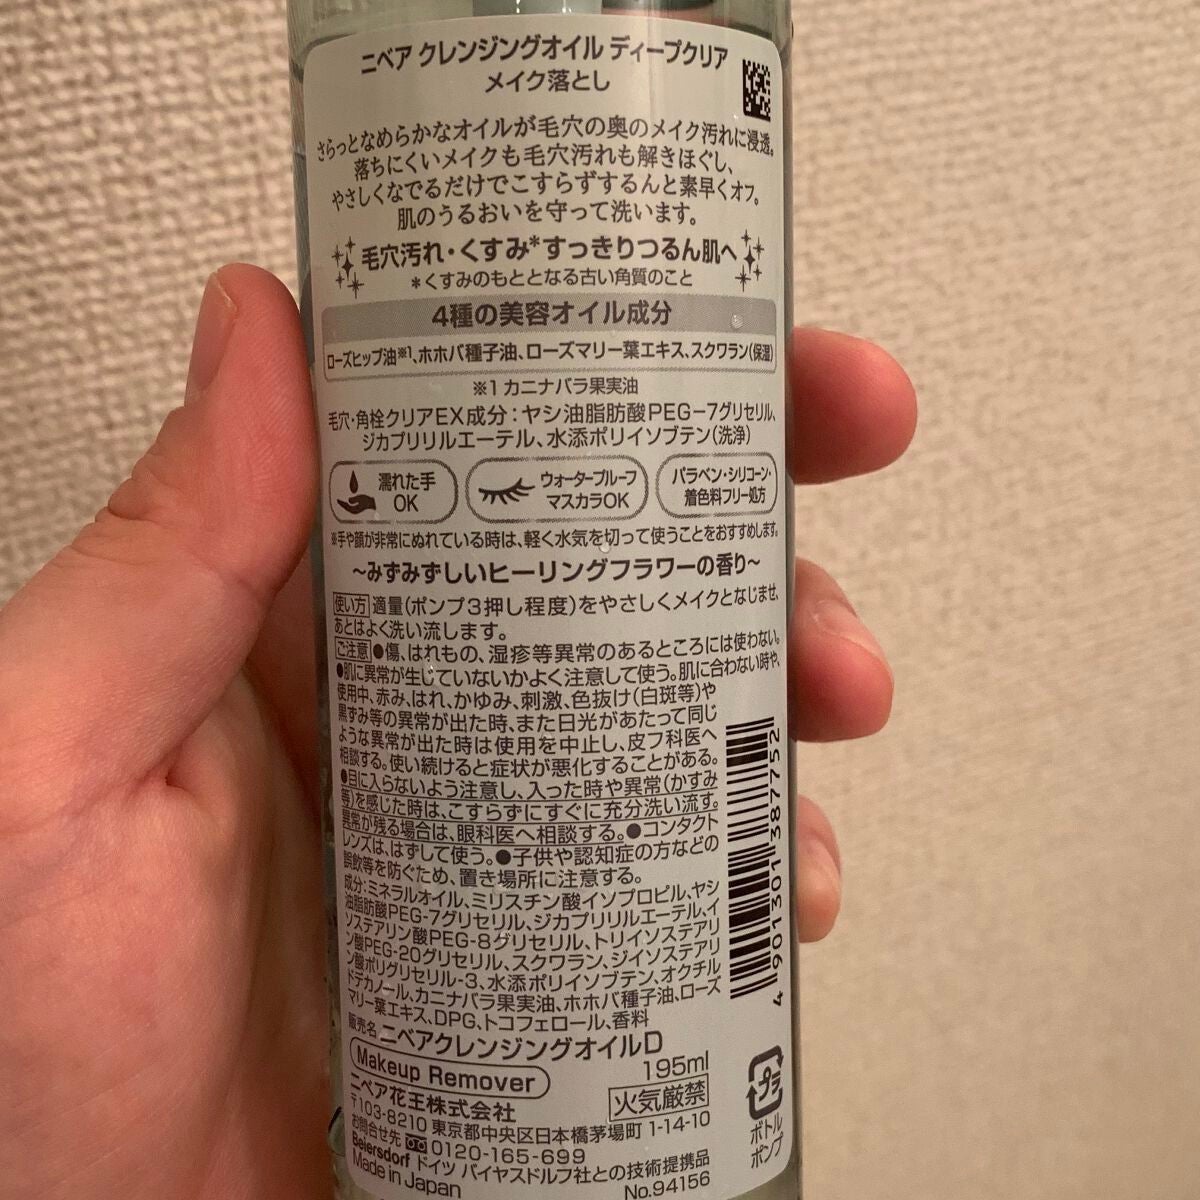 ニベア クレンジングオイル ディープクリア
メイク落とし
さらっとなめらかなオイルが毛穴の奥のメイク汚れに浸透。
落ちにくいメイクも毛穴汚れも解きほぐし、
やさしくなでるだけでこすらずするんと素早くオフ。
肌のうるおいを守って洗います。
毛穴汚れ・くすみ*すっきりつるん肌へ
*くすみのもととなる古い角質のこと
4種の美容オイル成分
ローズヒップ油※1、ホホバ種子油、ローズマリー葉エキス、スクワラン(保湿)
※1 カニナバラ果実油
毛穴・角栓クリアEX成分：ヤシ油脂肪酸PEG-7グリセリル、
ジカプリリルエーテル、水添ポリイソブテン(洗浄)
濡れた手
OK
ウォータープルーフ
マスカラOK
パラベン・シリコーン・
着色料フリー処方
※手や顔が非常にぬれている時は、軽く水気を切って使うことをおすすめします。
〜みずみずしいヒーリングフラワーの香り〜
使い方 適量(ポンプ3押し程度)をやさしくメイクとなじませ、
あとはよく洗い流します。
ご注意 ●傷、はれもの、湿疹等異常のあるところには使わない。
●肌に異常が生じていないかよく注意して使う。肌に合わない時や、
使用中、赤み、はれ、かゆみ、刺激、色抜け(白斑等)や
黒ずみ等の異常が出た時、また日光があたって同じ
ような異常が出た時は使用を中止し、皮フ科医へ
相談する。使い続けると症状が悪化することがある。
●目に入らないよう注意し、入った時や異常(かすみ
等)を感じた時は、こすらずにすぐに充分洗い流す。
異常が残る場合は、眼科医へ相談する。●コンタクト
レンズは、はずして使う。●子供や認知症の方などの
誤飲等を防ぐため、置き場所に注意する。
成分：ミネラルオイル、ミリスチン酸イソプロピル、ヤシ
油脂肪酸PEG-7グリセリル、ジカプリリルエーテル、イ
ソステアリン酸PEG-8グリセリル、トリイソステアリ
ン酸PEG-20グリセリル、スクワラン、ジイソステアリ
ン酸ポリグリセリル-3、水添ポリイソブテン、オクチル
ドデカノール、カニナバラ果実油、ホホバ種子油、ローズ
マリー葉エキス、DPG、トコフェロール、香料
販売名 ニベアクレンジングオイルD
Makeup Remover
195ml
ニベア花王株式会社
火気厳禁
〒103-8210 東京都中央区日本橋茅場町 1-14-10
お問合せ先 0120-165-699
Beiersdorf ドイツ バイヤスドルフ社との技術提携品
Made in Japan
No.94156
4 901301 387752
プラ
ボトル
ポンプ